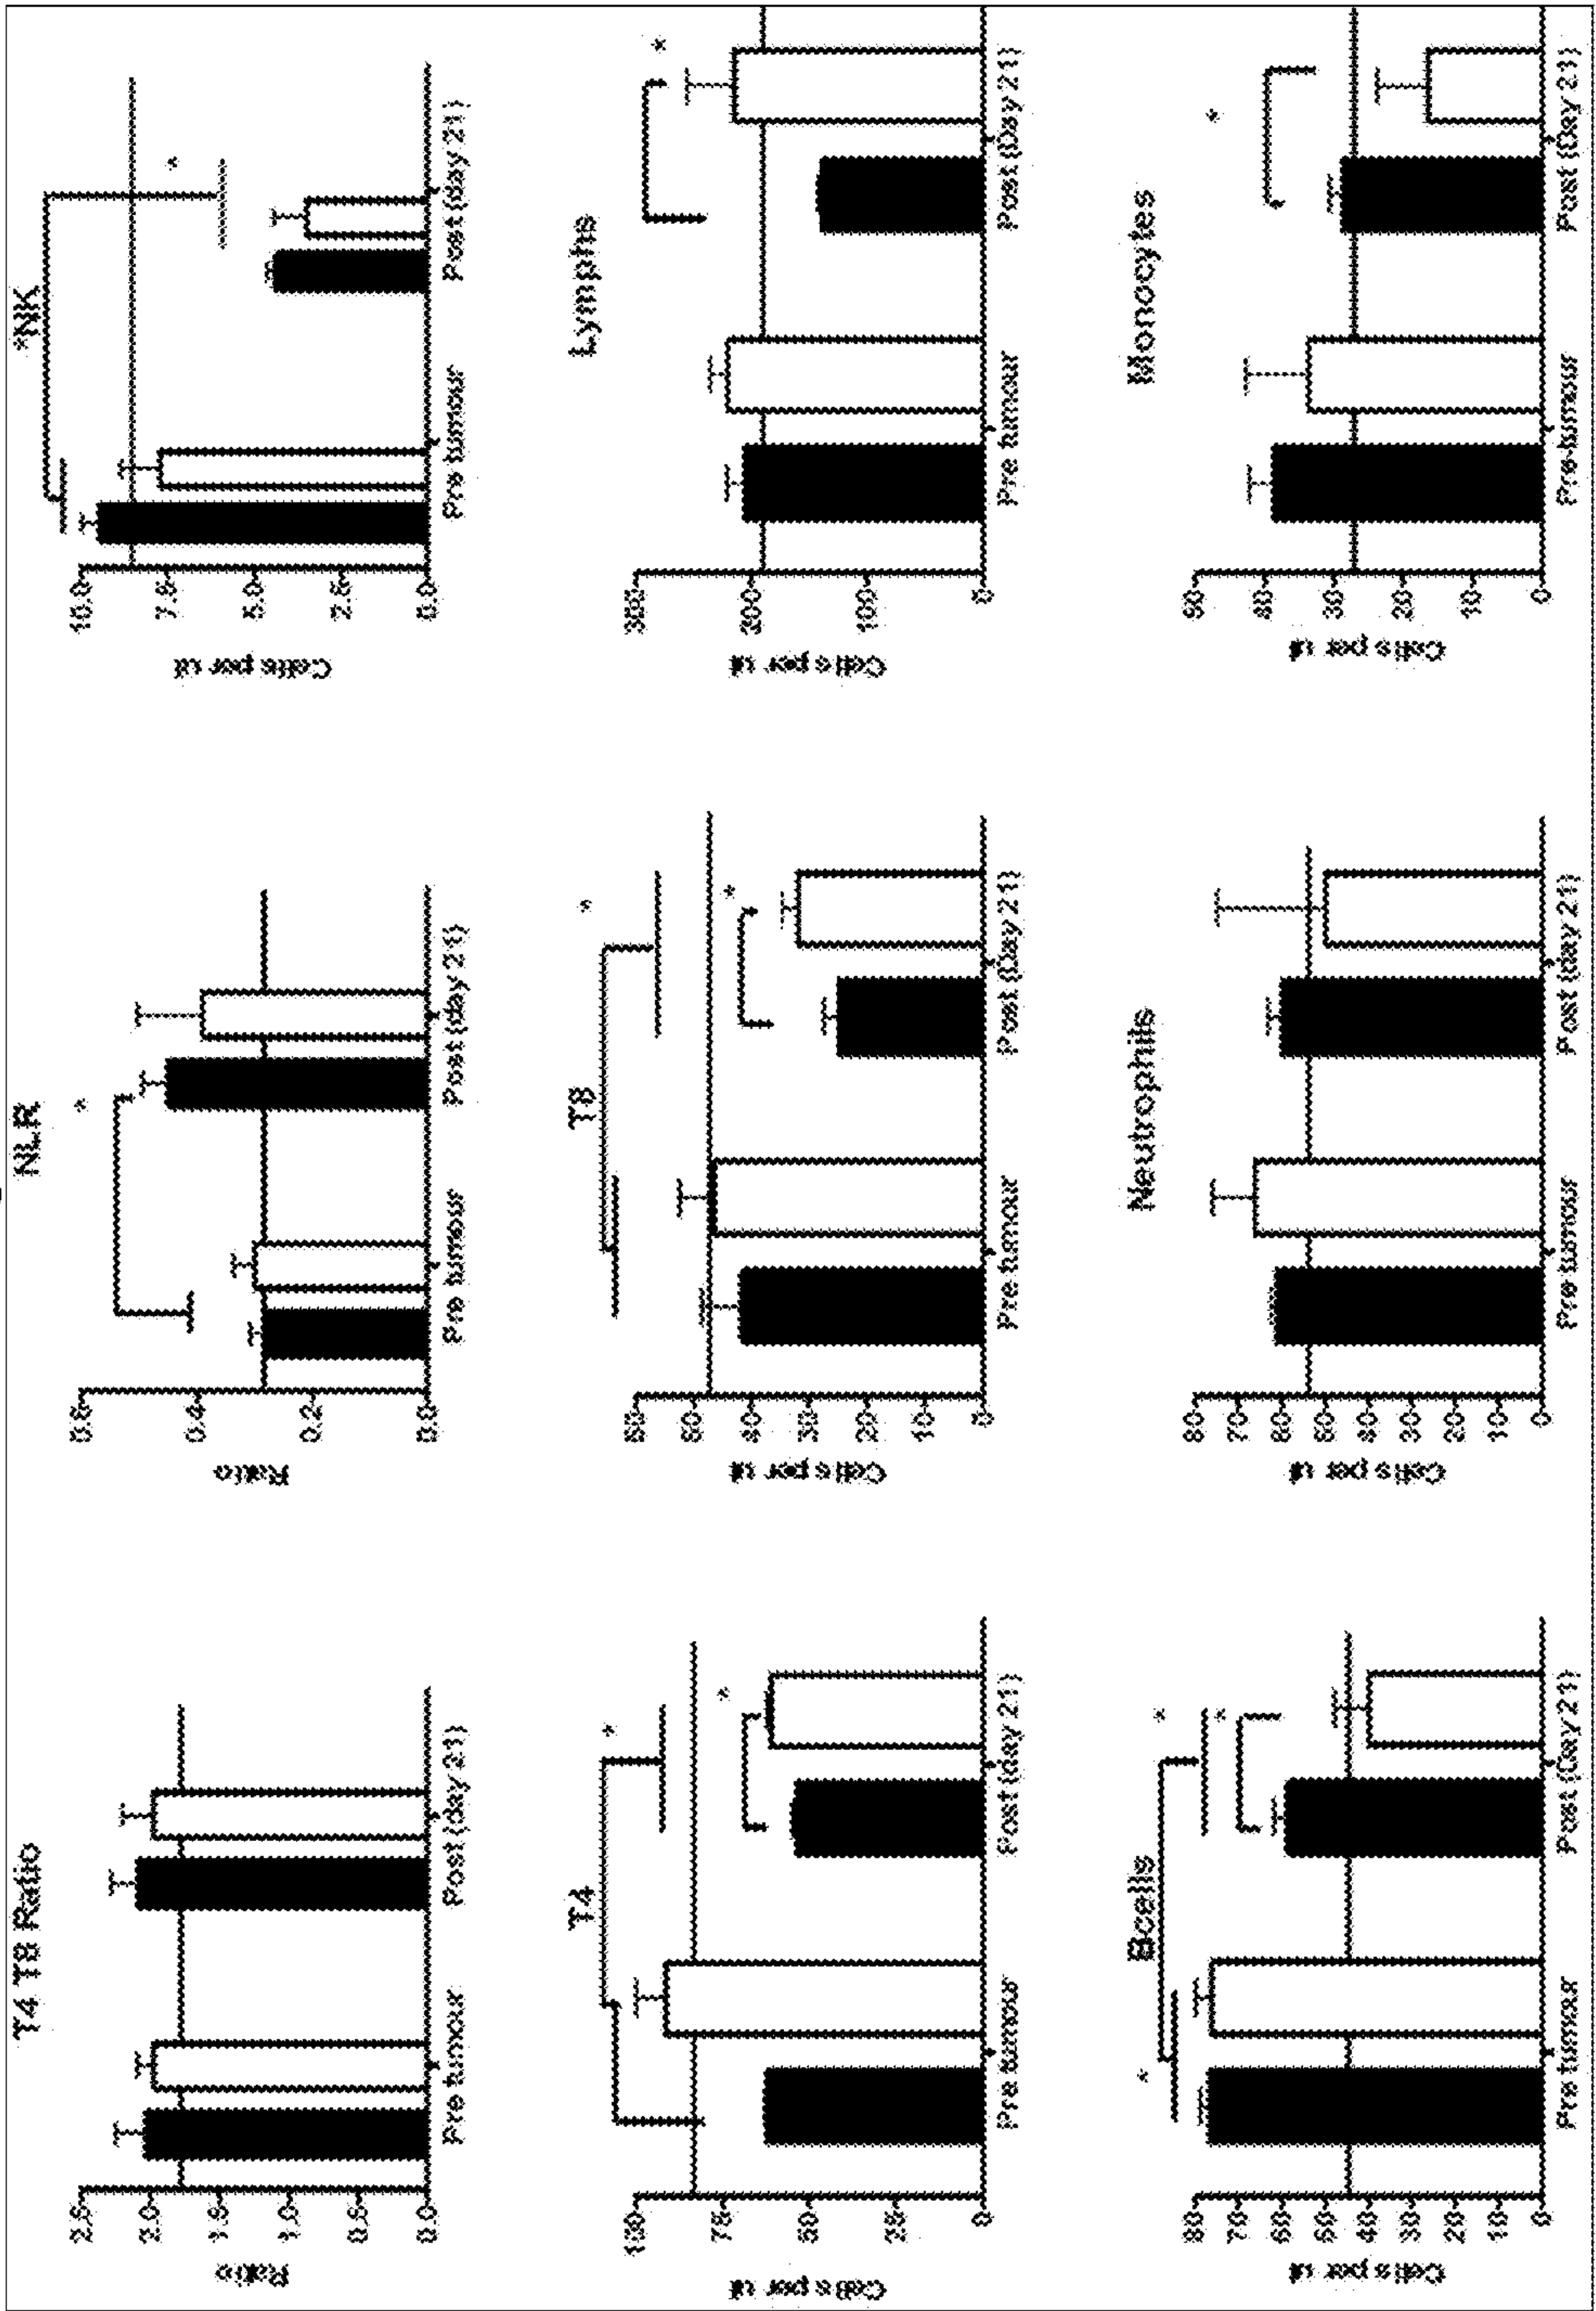 T4 T8 Ratio
2.5
2.0
1.5
1.0
0.5
0.0
Ratio
Pre tumour
Post (day 21)
NLR
0.6
0.4
0.2
0.0
Ratio
Pre tumour
Post (day 21)
*
*NK
10.0
7.5
5.0
2.5
0.0
Cells per ul
Pre tumour
Post (day 21)
*
T4
100
75
50
25
0
Cells per ul
Pre tumour
Post (day 21)
*
*
T8
60
50
40
30
20
10
0
Cells per ul
Pre tumour
Post (Day 21)
*
*
Lymphs
300
200
100
0
Cells per ul
Pre tumour
Post (Day 21)
*
Bcells
80
70
60
50
40
30
20
10
0
Cells per ul
Pre tumour
Post (Day 21)
*
*
*
Neutrophils
80
70
60
50
40
30
20
10
0
Cells per ul
Pre tumour
Post (day 21)
Monocytes
40
30
20
10
0
Cells per ul
Pre-tumour
Post (Day 21)
*